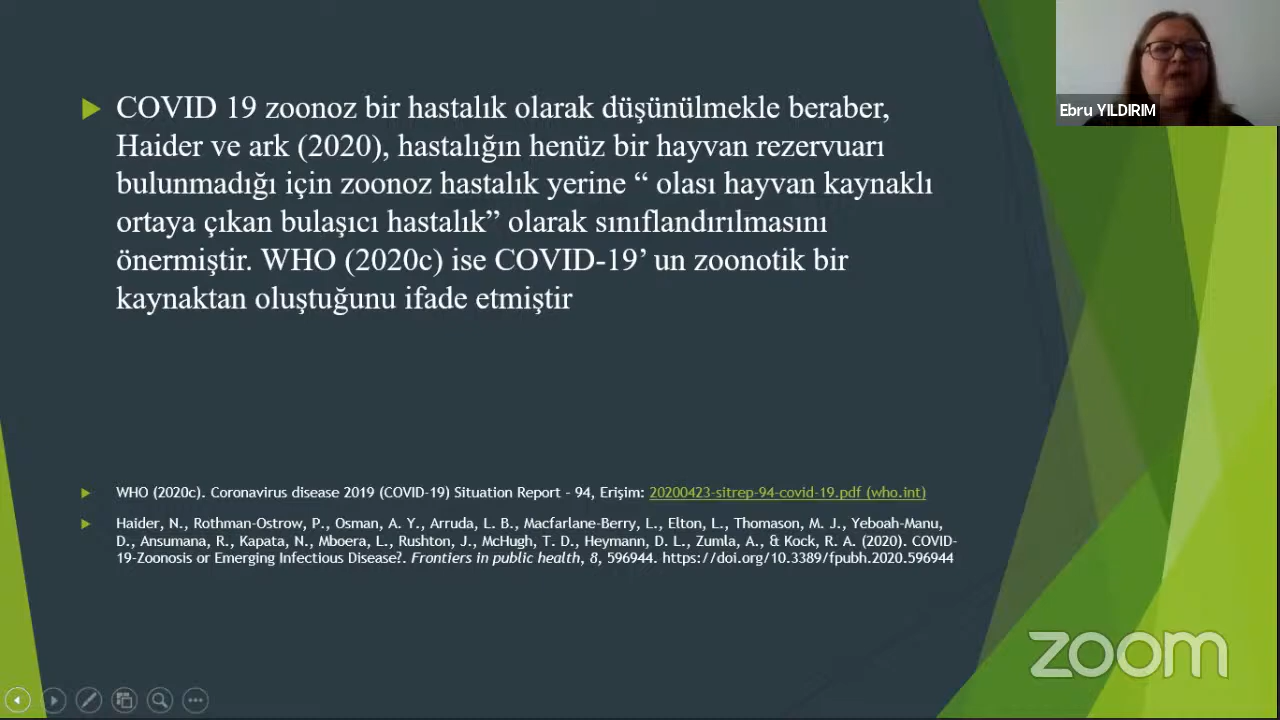 COVID 19 zoonoz bir hastalık olarak düşünülmekle beraber,
Haider ve ark (2020), hastalığın henüz bir hayvan rezervuarı
bulunmadığı için zoonoz hastalık yerine “ olası hayvan kaynaklı
ortaya çıkan bulaşıcı hastalık” olarak sınıflandırılmasını
önermiştir. WHO (2020c) ise COVID-19’ un zoonotik bir
kaynaktan oluştuğunu ifade etmiştir
Ebru YILDIRIM
WHO (2020c). Coronavirus disease 2019 (COVID-19) Situation Report – 94, Erişim: 20200423-sitrep-94-covid-19.pdf (who.int)
Haider, N., Rothman-Ostrow, P., Osman, A. Y., Arruda, L. B., Macfarlane-Berry, L., Elton, L., Thomason, M. J., Yeboah-Manu,
D., Ansumana, R., Kapata, N., Mboera, L., Rushton, J., McHugh, T. D., Heymann, D. L., Zumla, A., & Kock, R. A. (2020). COVID-
19-Zoonosis or Emerging Infectious Disease?. Frontiers in public health, 8, 596944. https://doi.org/10.3389/fpubh.2020.596944
zoom